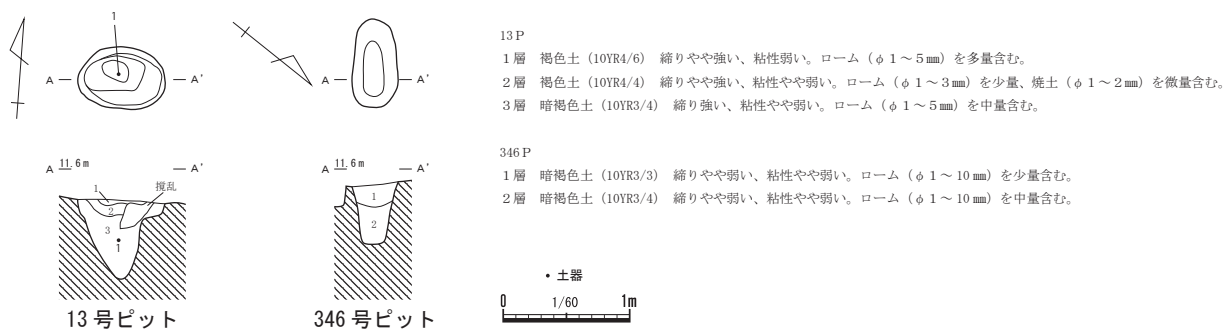 1
A A'
A A'
A 11.6m A'
1
撹乱
2
3
1
13号ピット
A 11.6m A'
1
2
346号ピット
13P
1層 褐色土（10YR4/6） 締りやや強い、粘性弱い。ローム（φ1～5㎜）を多量含む。
2層 褐色土（10YR4/4） 締りやや弱い、粘性やや弱い。ローム（φ1～3㎜）を少量、焼土（φ1～2㎜）を微量含む。
3層 暗褐色土（10YR3/4） 締り強い、粘性やや弱い。ローム（φ1～5㎜）を中量含む。
346P
1層 暗褐色土（10YR3/3） 締りやや弱い、粘性やや弱い。ローム（φ1～10㎜）を少量含む。
2層 暗褐色土（10YR3/4） 締りやや弱い、粘性やや弱い。ローム（φ1～10㎜）を中量含む。
• 土器
0 1/60 1m